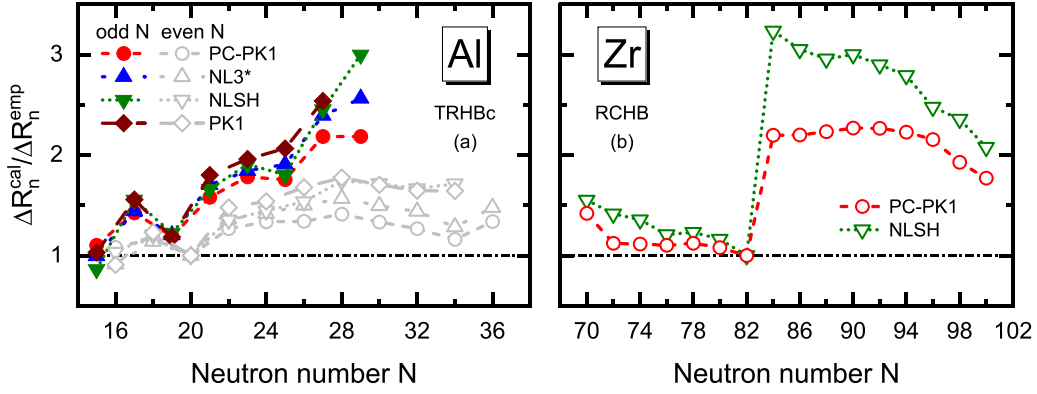 ΔR_n^cal/ΔR_n^emp
3
2
1
odd N even N
PC-PK1
NL3*
NLSH
PK1
Al
TRHBc
(a)
16 20 24 28 32 36
Neutron number N
Zr
RCHB
(b)
PC-PK1
NLSH
70 74 78 82 86 90 94 98 102
Neutron number N